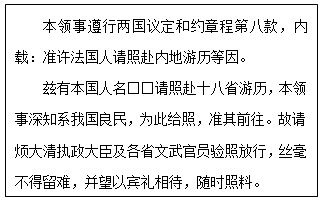 本领事遵行两国议定和约章程第八款，内
载：准许法国人请照赴内地游历等因。
兹有本国人名囗囗请照赴十八省游历，本领
事深知系我国良民，为此给照，准其前往。故请
烦大清执政大臣及各省文武官员验照放行，丝毫
不得留难，并望以宾礼相待，随时照料。